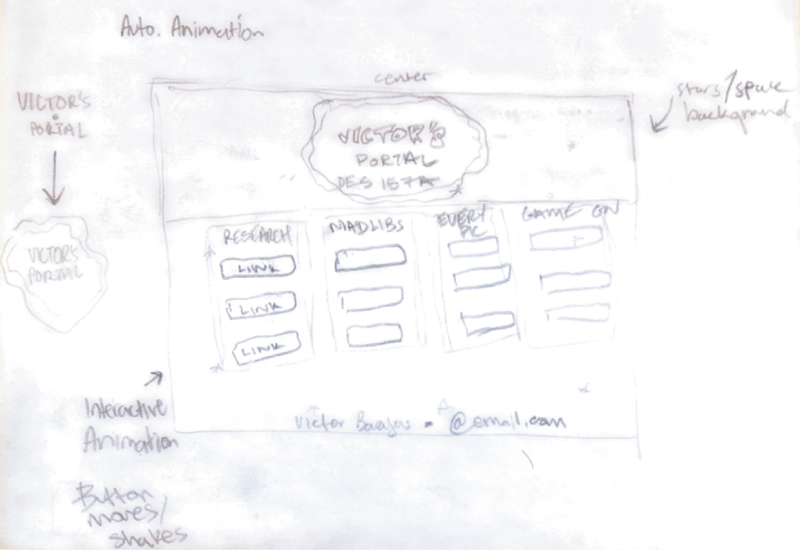 Auto. Animation
center
VICTOR'S
PORTAL
stars/space
background
VICTOR'S
PORTAL
DES 157A
VICTOR'S
PORTAL
RESEARCH
LINK
LINK
LINK
MADLIBS
EVERY
PIC
GAME ON
Interactive
Animation
Victor Barajas - @email.com
Button
moves/
shakes